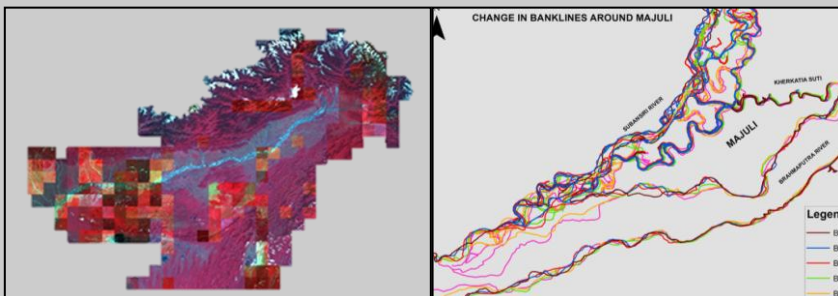 CHANGE IN BANKLINES AROUND MAJULI
KHERKATIA SUTI
SUBANSIRI RIVER
MAJULI
BRAHMAPUTRA RIVER
Legen
B
B
B
B
B